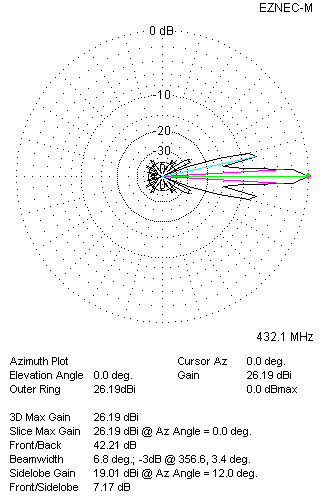 EZNEC-M
0 dB
-10
-20
-30
432.1 MHz
Azimuth Plot Cursor Az 0.0 deg.
Elevation Angle 0.0 deg. Gain 26.19 dBi
Outer Ring 26.19dBi 0.0 dBmax
3D Max Gain 26.19 dBi
Slice Max Gain 26.19 dBi @ Az Angle = 0.0 deg.
Front/Back 42.21 dB
Beamwidth 6.8 deg.; -3dB @ 356.6, 3.4 deg.
Sidelobe Gain 19.01 dBi @ Az Angle = 12.0 deg.
Front/Sidelobe 7.17 dB